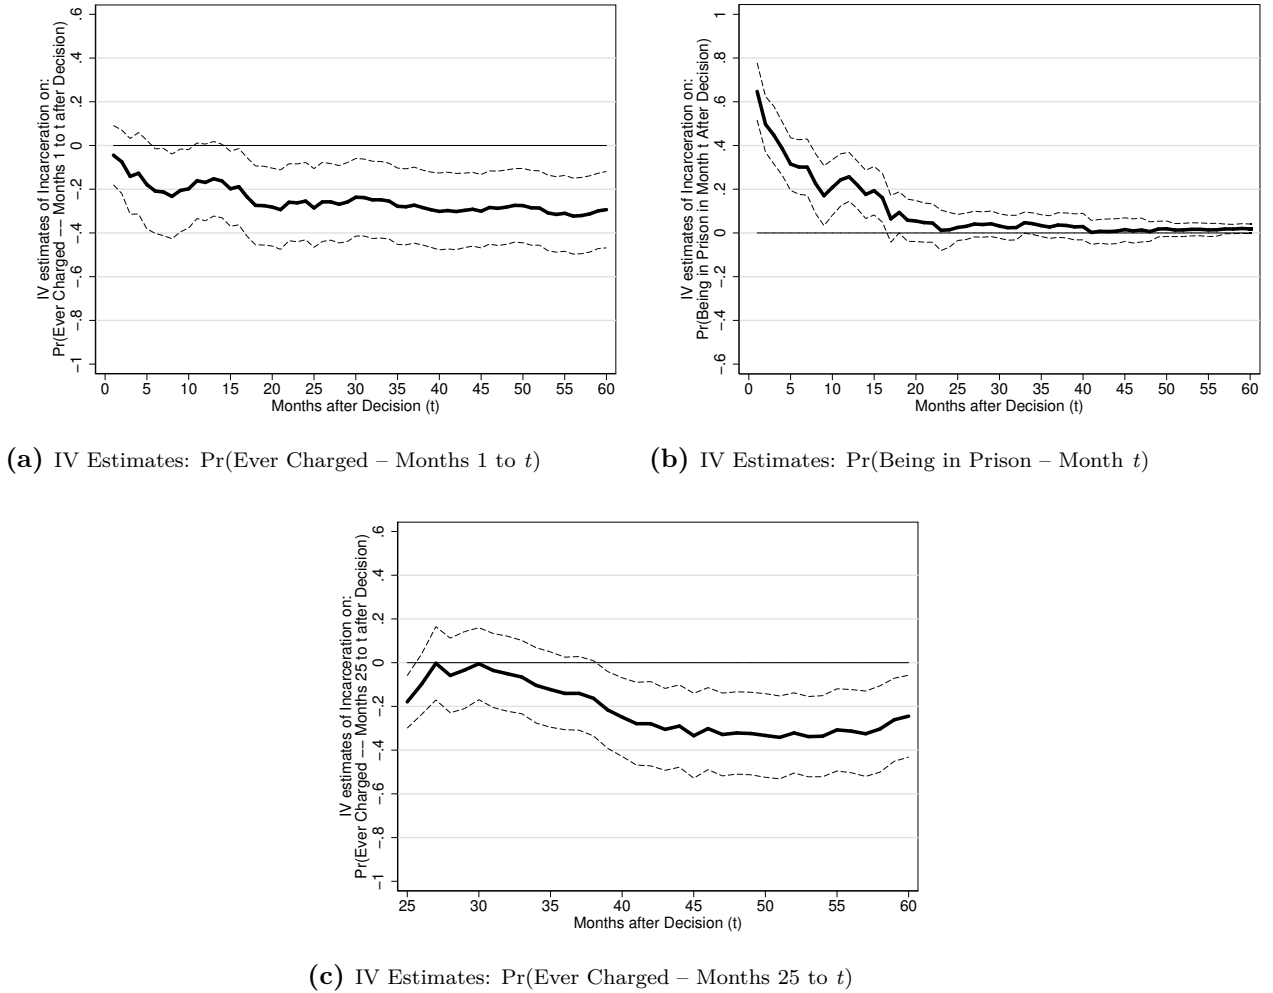 IV estimates of Incarceration on:
Pr(Ever Charged −− Months 1 to t after Decision)
.6
.4
.2
0
−.2
−.4
−.6
−.8
−1
0 5 10 15 20 25 30 35 40 45 50 55 60
Months after Decision (t)
(a) IV Estimates: Pr(Ever Charged – Months 1 to t)
IV estimates of Incarceration on:
Pr(Being in Prison in Month t After Decision)
1
.8
.6
.4
.2
0
−.2
−.4
−.6
0 5 10 15 20 25 30 35 40 45 50 55 60
Months after Decision (t)
(b) IV Estimates: Pr(Being in Prison – Month t)
IV estimates of Incarceration on:
Pr(Ever Charged −− Months 25 to t after Decision)
.6
.4
.2
0
−.2
−.4
−.6
−.8
−1
25 30 35 40 45 50 55 60
Months after Decision (t)
(c) IV Estimates: Pr(Ever Charged – Months 25 to t)